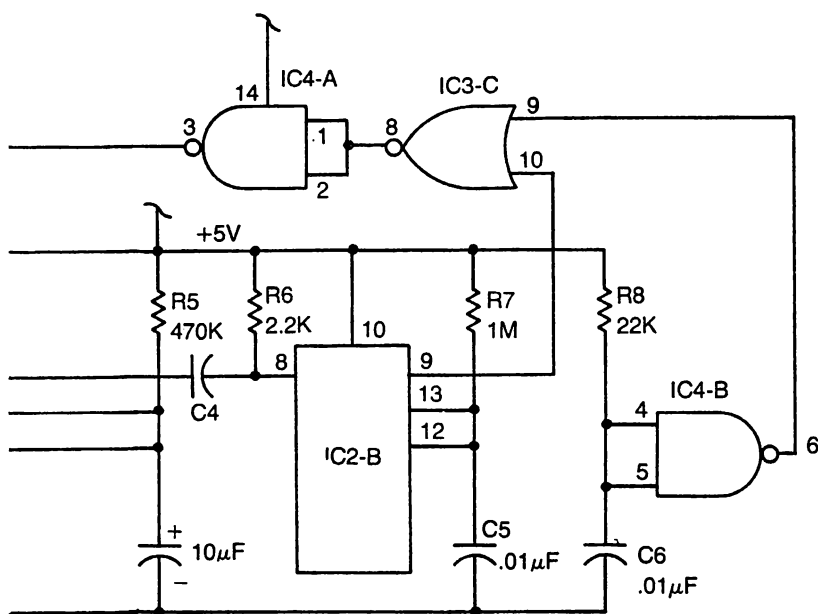 IC4-A
IC3-C
14
3
.1
2
8
9
10
+5V
R5
470K
R6
2.2K
R7
1M
R8
22K
10
8
9
C4
13
12
IC2-B
IC4-B
4
5
6
+
10μF
−
C5
.01μF
C6
.01μF